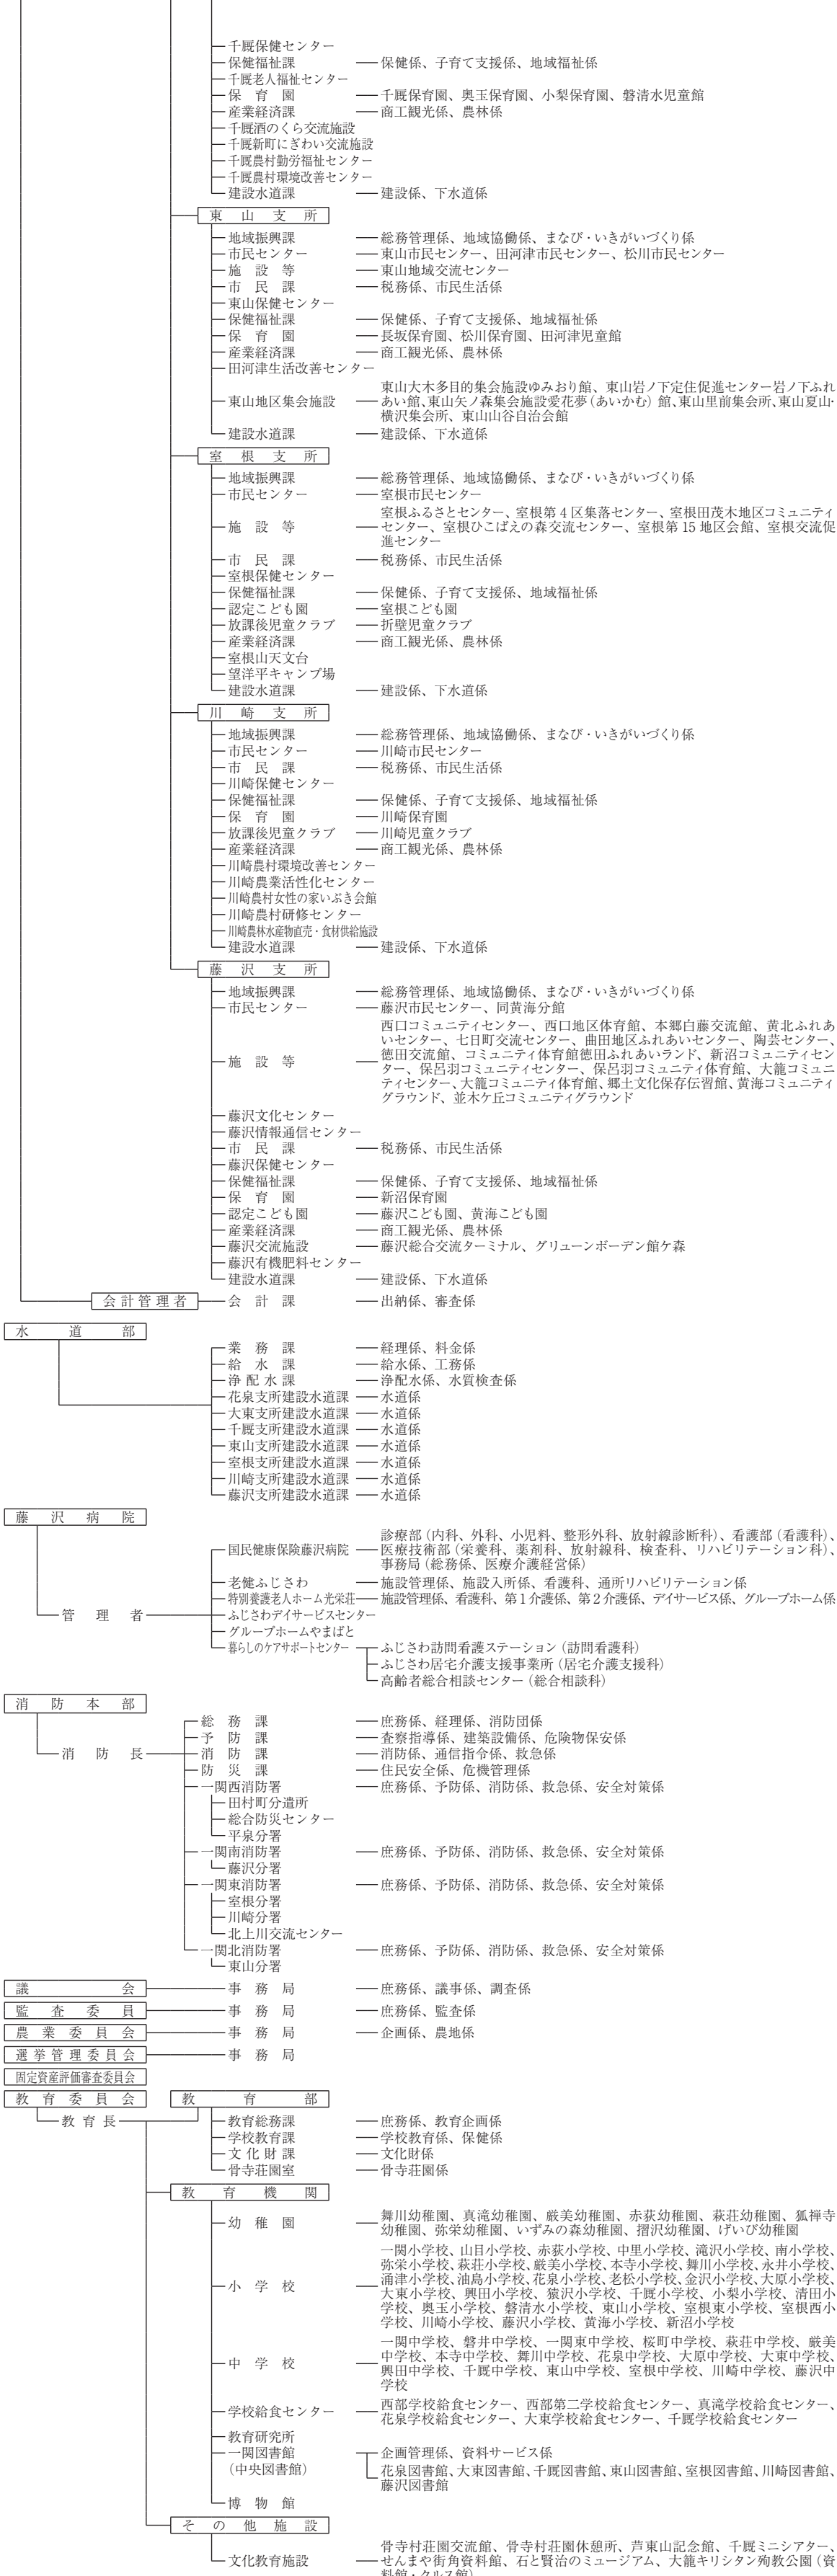 千厩保健センター
保健福祉課 保健係、子育て支援係、地域福祉係
千厩老人福祉センター
保育園 千厩保育園、奥玉保育園、小梨保育園、磐清水児童館
産業経済課 商工観光係、農林係
千厩酒のくら交流施設
千厩新町にぎわい交流施設
千厩農村勤労福祉センター
千厩農村環境改善センター
建設水道課 建設係、下水道係
東山支所
地域振興課 総務管理係、地域協働係、まなび・いきがいづくり係
市民センター 東山市民センター、田河津市民センター、松川市民センター
施設等 東山地域交流センター
市民課 税務係、市民生活係
東山保健センター
保健福祉課 保健係、子育て支援係、地域福祉係
保育園 長坂保育園、松川保育園、田河津児童館
産業経済課 商工観光係、農林係
田河津生活改善センター
東山地区集会施設 東山大木多目的集会施設ゆみおり館、東山岩ノ下定住促進センター岩ノ下ふれ
あい館、東山矢ノ森集会施設愛花夢(あいかむ)館、東山里前集会所、東山夏山・
横沢集会所、東山山谷自治会館
建設水道課 建設係、下水道係
室根支所
地域振興課 総務管理係、地域協働係、まなび・いきがいづくり係
市民センター 室根市民センター
施設等 室根ふるさとセンター、室根第4区集落センター、室根田茂木地区コミュニティ
センター、室根ひこばえの森交流センター、室根第15地区会館、室根交流促
進センター
市民課 税務係、市民生活係
室根保健センター
保健福祉課 保健係、子育て支援係、地域福祉係
認定こども園 室根こども園
放課後児童クラブ 折壁児童クラブ
産業経済課 商工観光係、農林係
室根山天文台
望洋平キャンプ場
建設水道課 建設係、下水道係
川崎支所
地域振興課 総務管理係、地域協働係、まなび・いきがいづくり係
市民センター 川崎市民センター
市民課 税務係、市民生活係
川崎保健センター
保健福祉課 保健係、子育て支援係、地域福祉係
保育園 川崎保育園
放課後児童クラブ 川崎児童クラブ
産業経済課 商工観光係、農林係
川崎農村環境改善センター
川崎農業活性化センター
川崎農村女性の家いぶき会館
川崎農村研修センター
川崎農林水産物直売・食材供給施設
建設水道課 建設係、下水道係
藤沢支所
地域振興課 総務管理係、地域協働係、まなび・いきがいづくり係
市民センター 藤沢市民センター、同黄海分館
施設等 西口コミュニティセンター、西口地区体育館、本郷白藤交流館、黄北ふれあ
いセンター、七日町交流センター、曲田地区ふれあいセンター、陶芸センター、
徳田交流館、コミュニティ体育館徳田ふれあいランド、新沼コミュニティセン
ター、保呂羽コミュニティセンター、保呂羽コミュニティ体育館、大籠コミュニ
ティセンター、大籠コミュニティ体育館、郷土文化保存伝習館、黄海コミュニティ
グラウンド、並木ケ丘コミュニティグラウンド
藤沢文化センター
藤沢情報通信センター
市民課 税務係、市民生活係
藤沢保健センター
保健福祉課 保健係、子育て支援係、地域福祉係
保育園 新沼保育園
認定こども園 藤沢こども園、黄海こども園
産業経済課 商工観光係、農林係
藤沢交流施設 藤沢総合交流ターミナル、グリューンボーデン館ケ森
藤沢有機肥料センター
建設水道課 建設係、下水道係
会計管理者 会計課 出納係、審査係
水道部
業務課 経理係、料金係
給水課 給水係、工務係
浄配水課 浄配水係、水質検査係
花泉支所建設水道課 水道係
大東支所建設水道課 水道係
千厩支所建設水道課 水道係
東山支所建設水道課 水道係
室根支所建設水道課 水道係
川崎支所建設水道課 水道係
藤沢支所建設水道課 水道係
藤沢病院
管理者
国民健康保険藤沢病院 診療部(内科、外科、小児科、整形外科、放射線診断科)、看護部(看護科)、
医療技術部(栄養科、薬剤科、放射線科、検査科、リハビリテーション科)、
事務局(総務係、医療介護経営係)
老健ふじさわ 施設管理係、施設入所係、看護科、通所リハビリテーション係
特別養護老人ホーム光栄荘 施設管理係、看護科、第1介護係、第2介護係、デイサービス係、グループホーム係
ふじさわデイサービスセンター
グループホームやまばと
暮らしのケアサポートセンター ふじさわ訪問看護ステーション(訪問看護科)
ふじさわ居宅介護支援事業所(居宅介護支援科)
高齢者総合相談センター(総合相談科)
消防本部
消防長
総務課 庶務係、経理係、消防団係
予防課 査察指導係、建築設備係、危険物保安係
消防課 消防係、通信指令係、救急係
防災課 住民安全係、危機管理係
一関西消防署 庶務係、予防係、消防係、救急係、安全対策係
田村町分遣所
総合防災センター
平泉分署
一関南消防署 庶務係、予防係、消防係、救急係、安全対策係
藤沢分署
一関東消防署 庶務係、予防係、消防係、救急係、安全対策係
室根分署
川崎分署
北上川交流センター
一関北消防署 庶務係、予防係、消防係、救急係、安全対策係
東山分署
議会 事務局 庶務係、議事係、調査係
監査委員 事務局 庶務係、監査係
農業委員会 事務局 企画係、農地係
選挙管理委員会 事務局
固定資産評価審査委員会
教育委員会 教育部
教育長
教育総務課 庶務係、教育企画係
学校教育課 学校教育係、保健係
文化財課 文化財係
骨寺荘園室 骨寺荘園係
教育機関
幼稚園 舞川幼稚園、真滝幼稚園、厳美幼稚園、赤荻幼稚園、萩荘幼稚園、狐禅寺
幼稚園、弥栄幼稚園、いずみの森幼稚園、摺沢幼稚園、げいび幼稚園
小学校 一関小学校、山目小学校、赤荻小学校、中里小学校、滝沢小学校、南小学校、
弥栄小学校、萩荘小学校、厳美小学校、本寺小学校、舞川小学校、永井小学校、
涌津小学校、油島小学校、花泉小学校、老松小学校、金沢小学校、大原小学校、
大東小学校、興田小学校、猿沢小学校、千厩小学校、小梨小学校、清田小
学校、奥玉小学校、磐清水小学校、東山小学校、室根東小学校、室根西小
学校、川崎小学校、藤沢小学校、黄海小学校、新沼小学校
中学校 一関中学校、磐井中学校、一関東中学校、桜町中学校、萩荘中学校、厳美
中学校、本寺中学校、舞川中学校、花泉中学校、大原中学校、大東中学校、
興田中学校、千厩中学校、東山中学校、室根中学校、川崎中学校、藤沢中
学校
学校給食センター 西部学校給食センター、西部第二学校給食センター、真滝学校給食センター、
花泉学校給食センター、大東学校給食センター、千厩学校給食センター
教育研究所
一関図書館 企画管理係、資料サービス係
(中央図書館) 花泉図書館、大東図書館、千厩図書館、東山図書館、室根図書館、川崎図書館、
藤沢図書館
博物館
その他施設
文化教育施設 骨寺村荘園交流館、骨寺村荘園休憩所、芦東山記念館、千厩ミニシアター、
せんまや街角資料館、石と賢治のミュージアム、大籠キリシタン殉教公園(資
料館・クルス館)